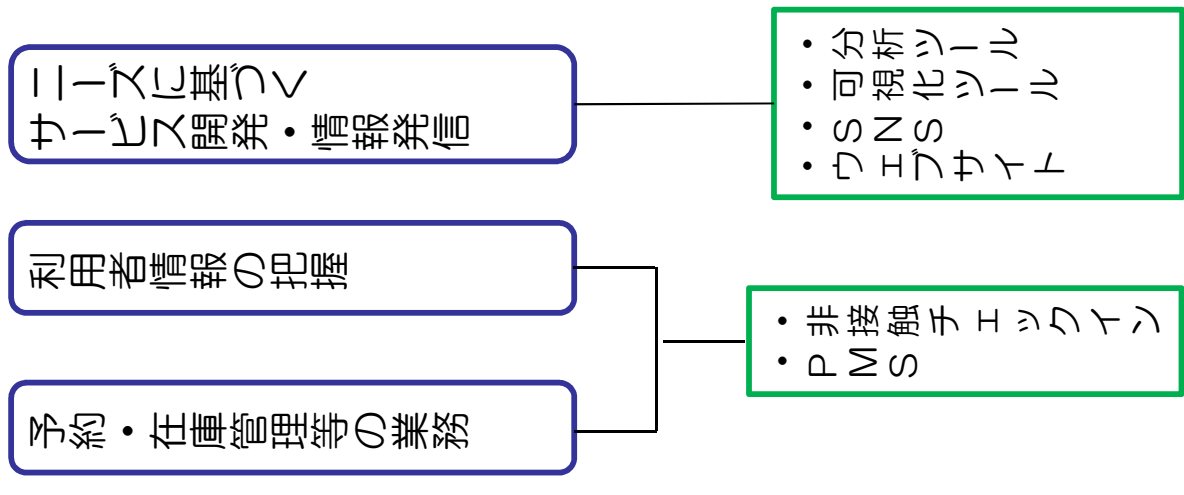 ニーズに基づく
サービス開発・情報発信
利用者情報の把握
予約・在庫管理等の業務
・分析ツール
・可視化ツール
・SNS
・ウェブサイト
・非接触チェックイン
・PMS